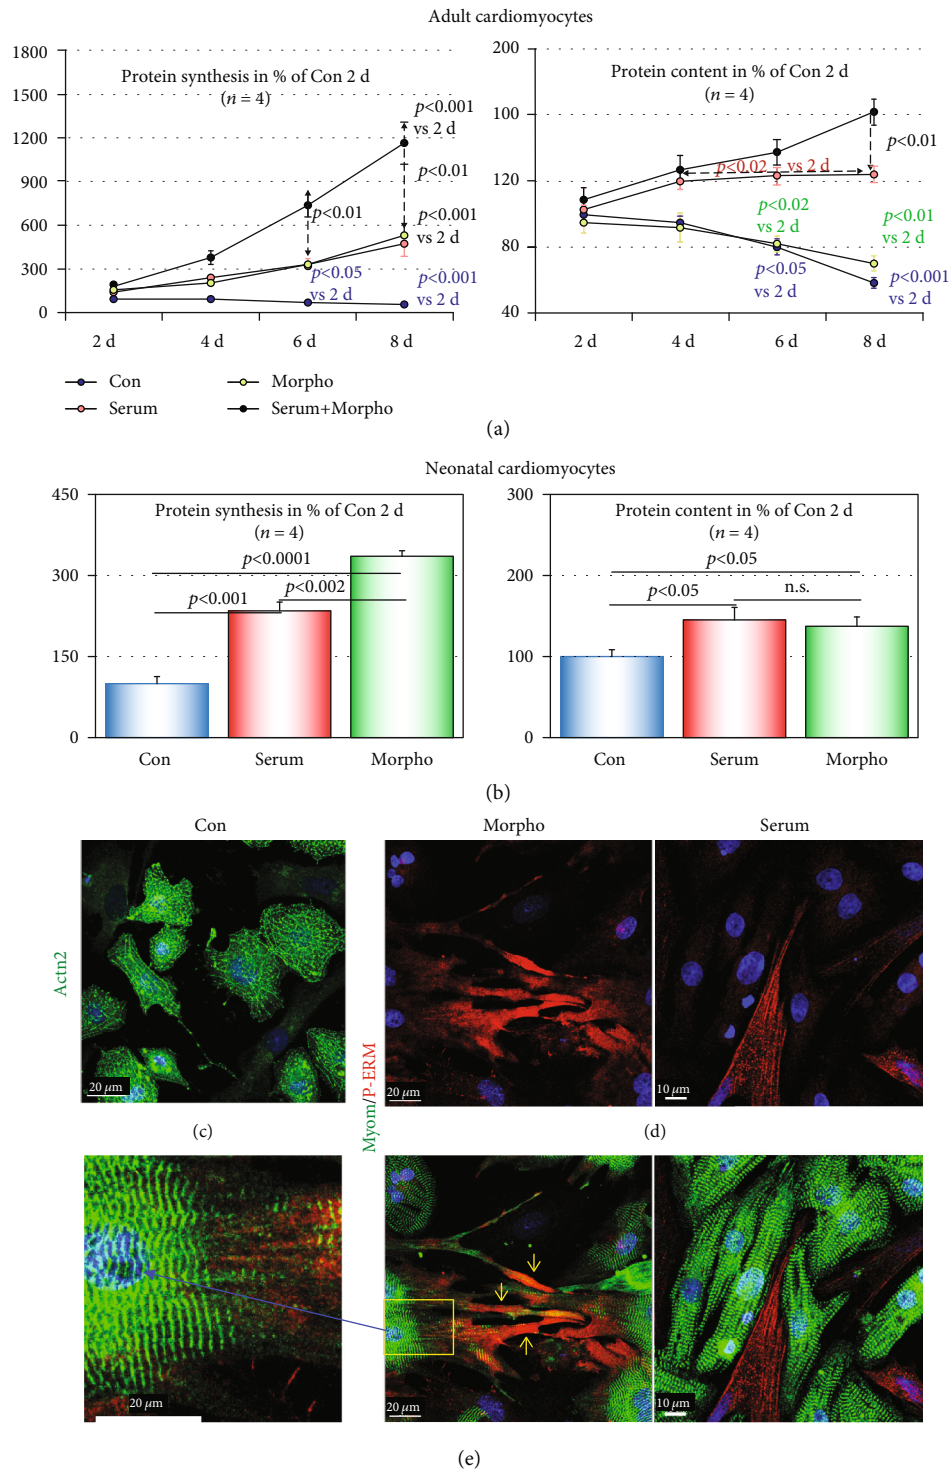 Adult cardiomyocytes
1800
1500
1200
900
600
300
0
Protein synthesis in % of Con 2 d
(n = 4)
p<0.001
vs 2 d
p<0.01
p<0.01
p<0.001
vs 2 d
p<0.05
vs 2 d
p<0.001
vs 2 d
2 d 4 d 6 d 8 d
200
100
120
80
40
Protein content in % of Con 2 d
(n = 4)
p<0.01
p<0.02 vs 2 d
p<0.02
vs 2 d
p<0.01
vs 2 d
p<0.05
vs 2 d
p<0.001
vs 2 d
2 d 4 d 6 d 8 d
Con Morpho
Serum Serum+Morpho
(a)
Neonatal cardiomyocytes
450
300
150
0
Protein synthesis in % of Con 2 d
(n = 4)
p<0.0001
p<0.001 p<0.002
Con Serum Morpho
300
200
100
0
Protein content in % of Con 2 d
(n = 4)
p<0.05
p<0.05 n.s.
Con Serum Morpho
(b)
Con Morpho Serum
Actn2
20 μm
20 μm
10 μm
(c) (d)
Myom/P-ERM
20 μm
20 μm
10 μm
(e)